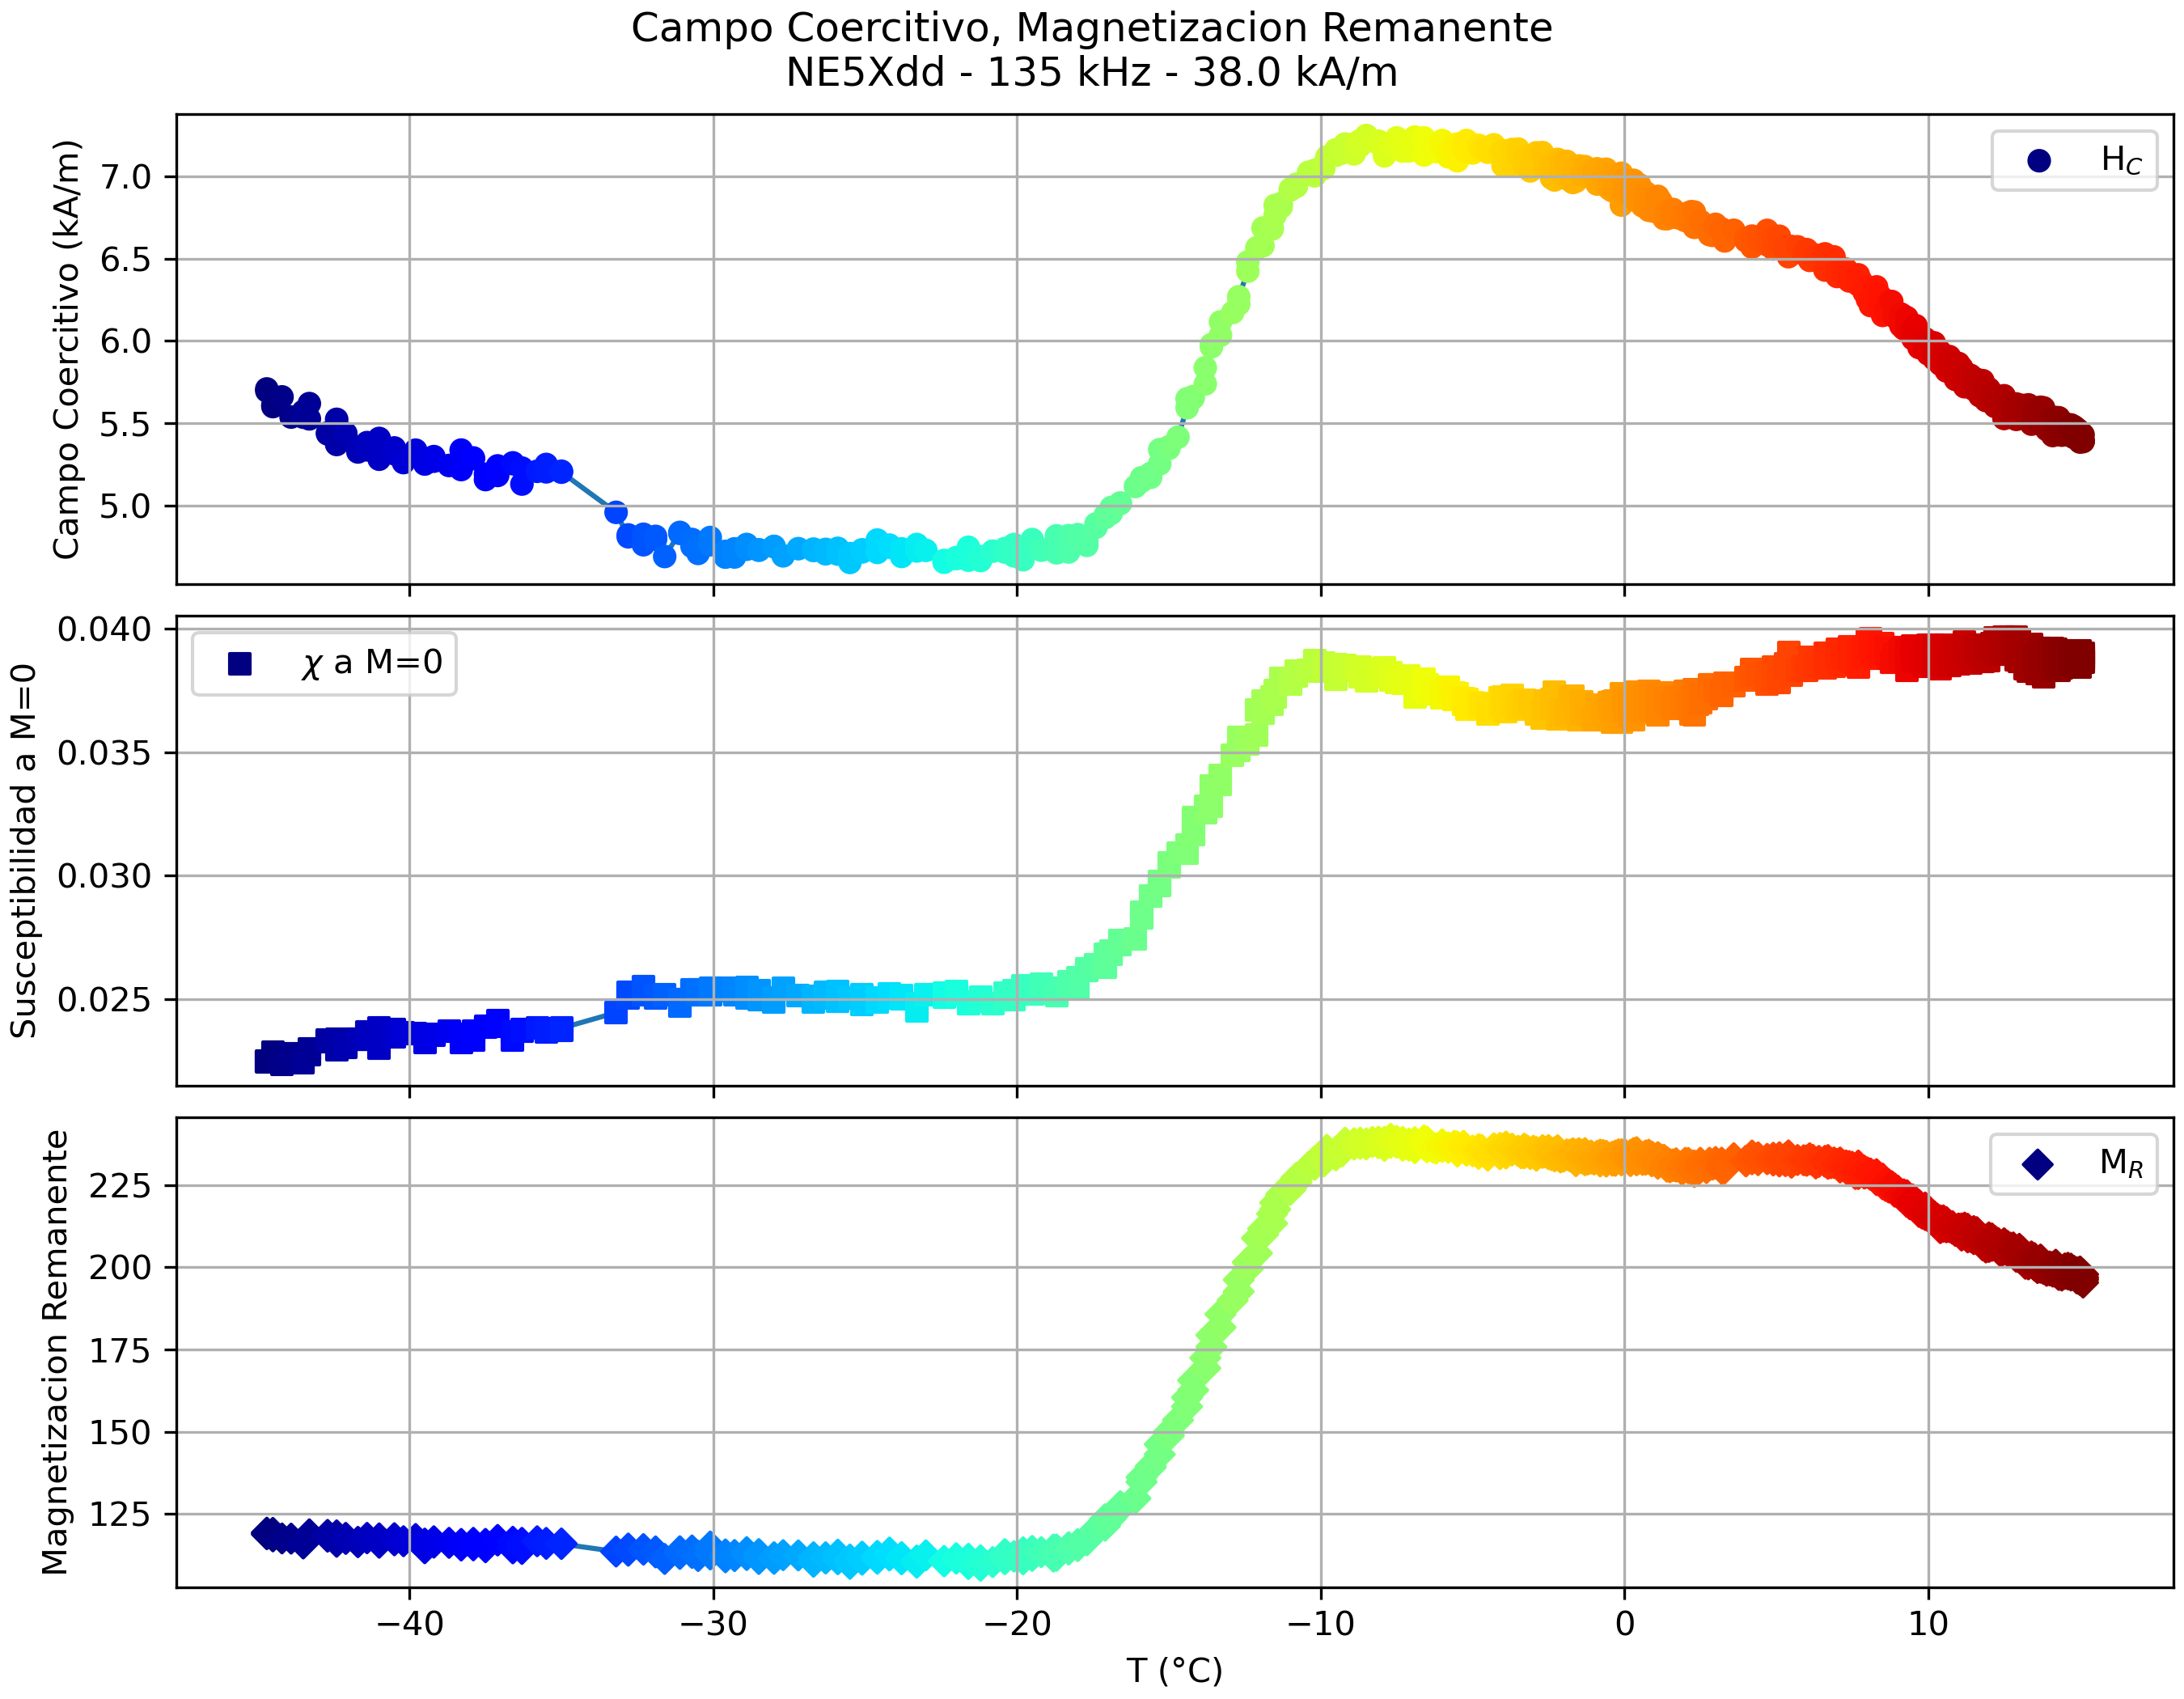 Campo Coercitivo, Magnetizacion Remanente
NE5Xdd - 135 kHz - 38.0 kA/m
Campo Coercitivo (kA/m)
7.0
6.5
6.0
5.5
5.0
H_C
Susceptibilidad a M=0
0.040
0.035
0.030
0.025
χ a M=0
Magnetizacion Remanente
225
200
175
150
125
M_R
−40 −30 −20 −10 0 10
T (°C)